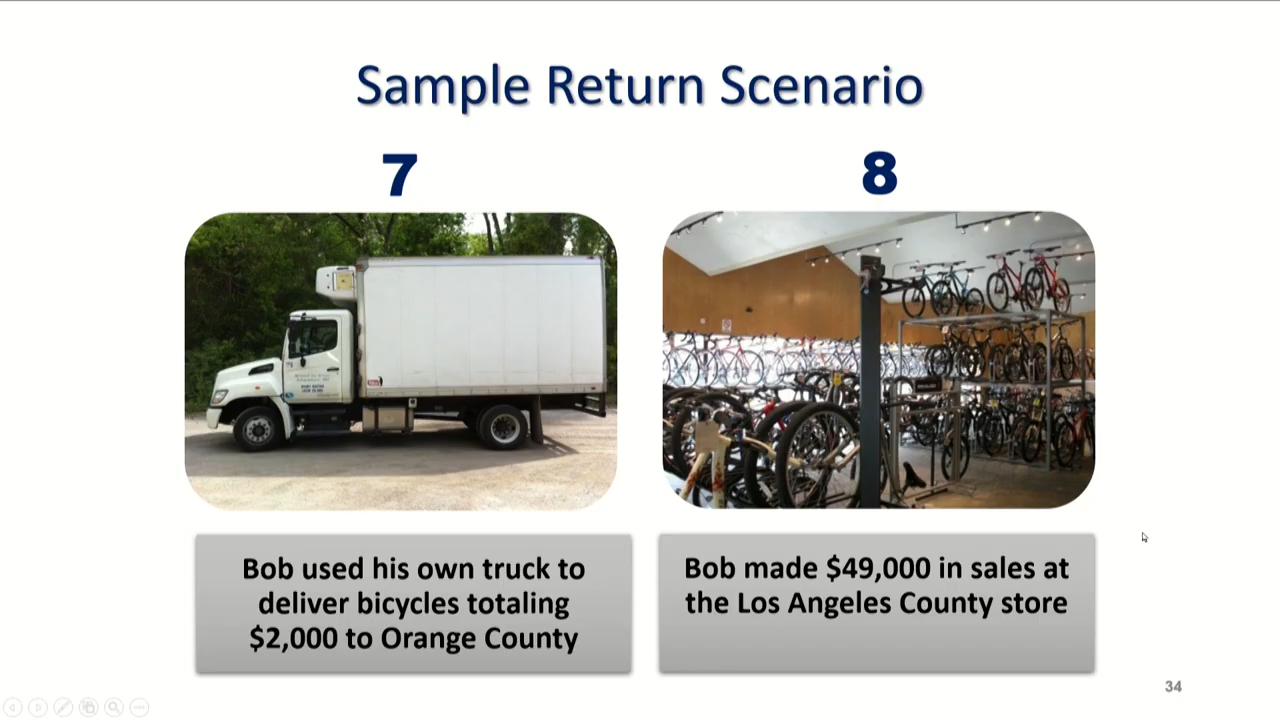 Sample Return Scenario
7
8
Bob used his own truck to
deliver bicycles totaling
$2,000 to Orange County
Bob made $49,000 in sales at
the Los Angeles County store
34